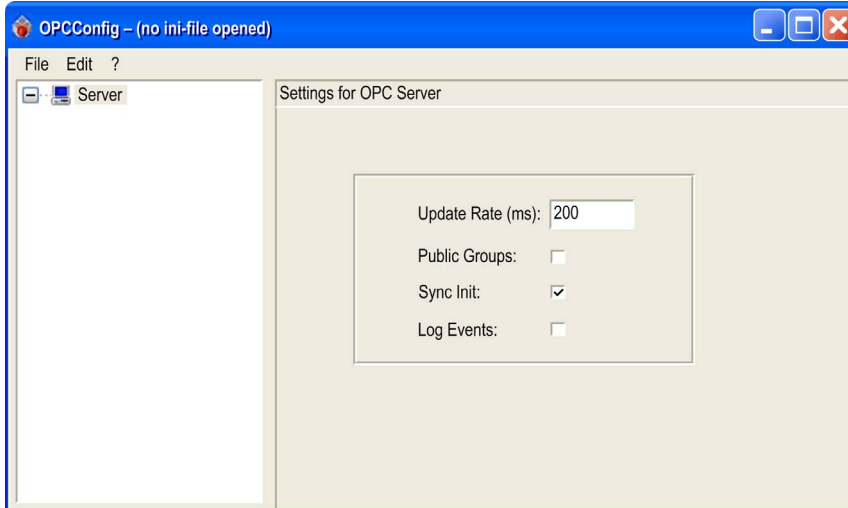 OPCConfig – (no ini-file opened)
File Edit ?
Server
Settings for OPC Server
Update Rate (ms): 200
Public Groups:
Sync Init:
Log Events: